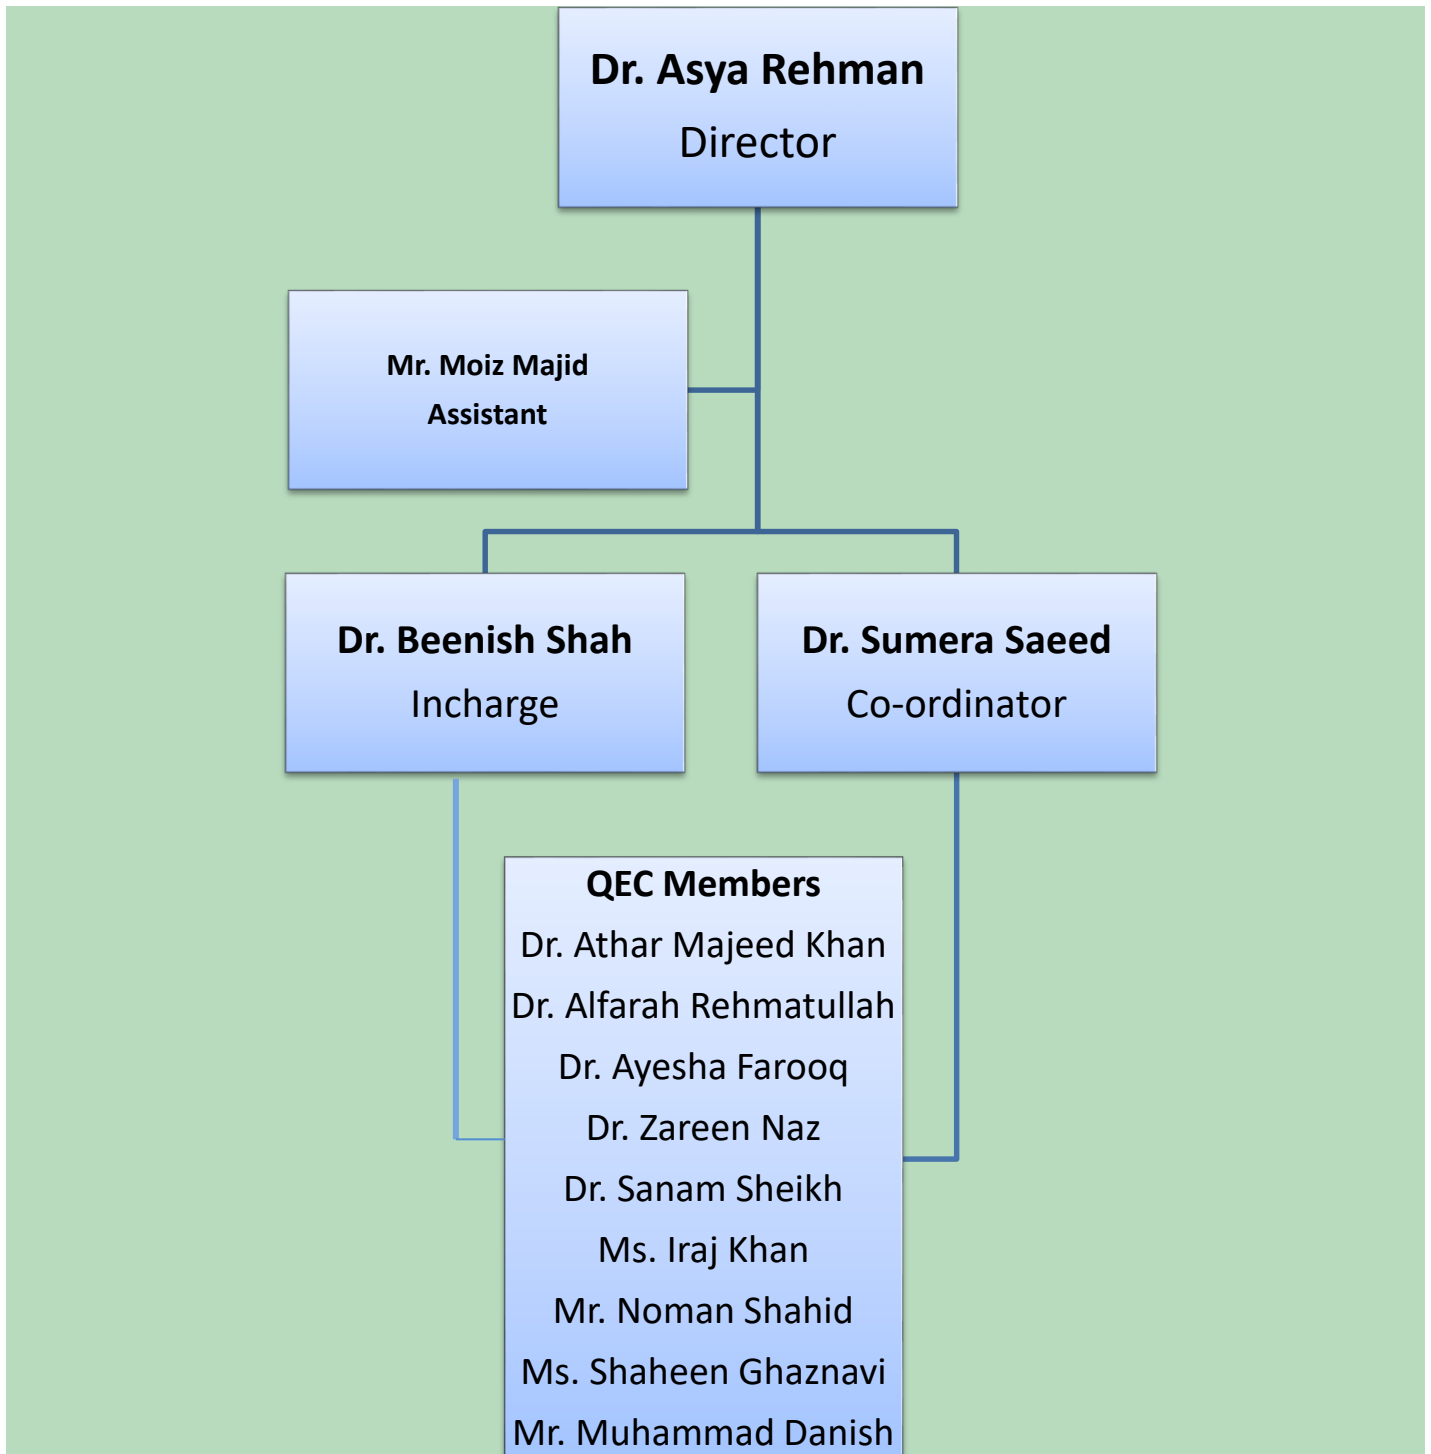 Dr. Asya Rehman
Director
Mr. Moiz Majid
Assistant
Dr. Beenish Shah
Incharge
Dr. Sumera Saeed
Co-ordinator
QEC Members
Dr. Athar Majeed Khan
Dr. Alfarah Rehmatullah
Dr. Ayesha Farooq
Dr. Zareen Naz
Dr. Sanam Sheikh
Ms. Iraj Khan
Mr. Noman Shahid
Ms. Shaheen Ghaznavi
Mr. Muhammad Danish